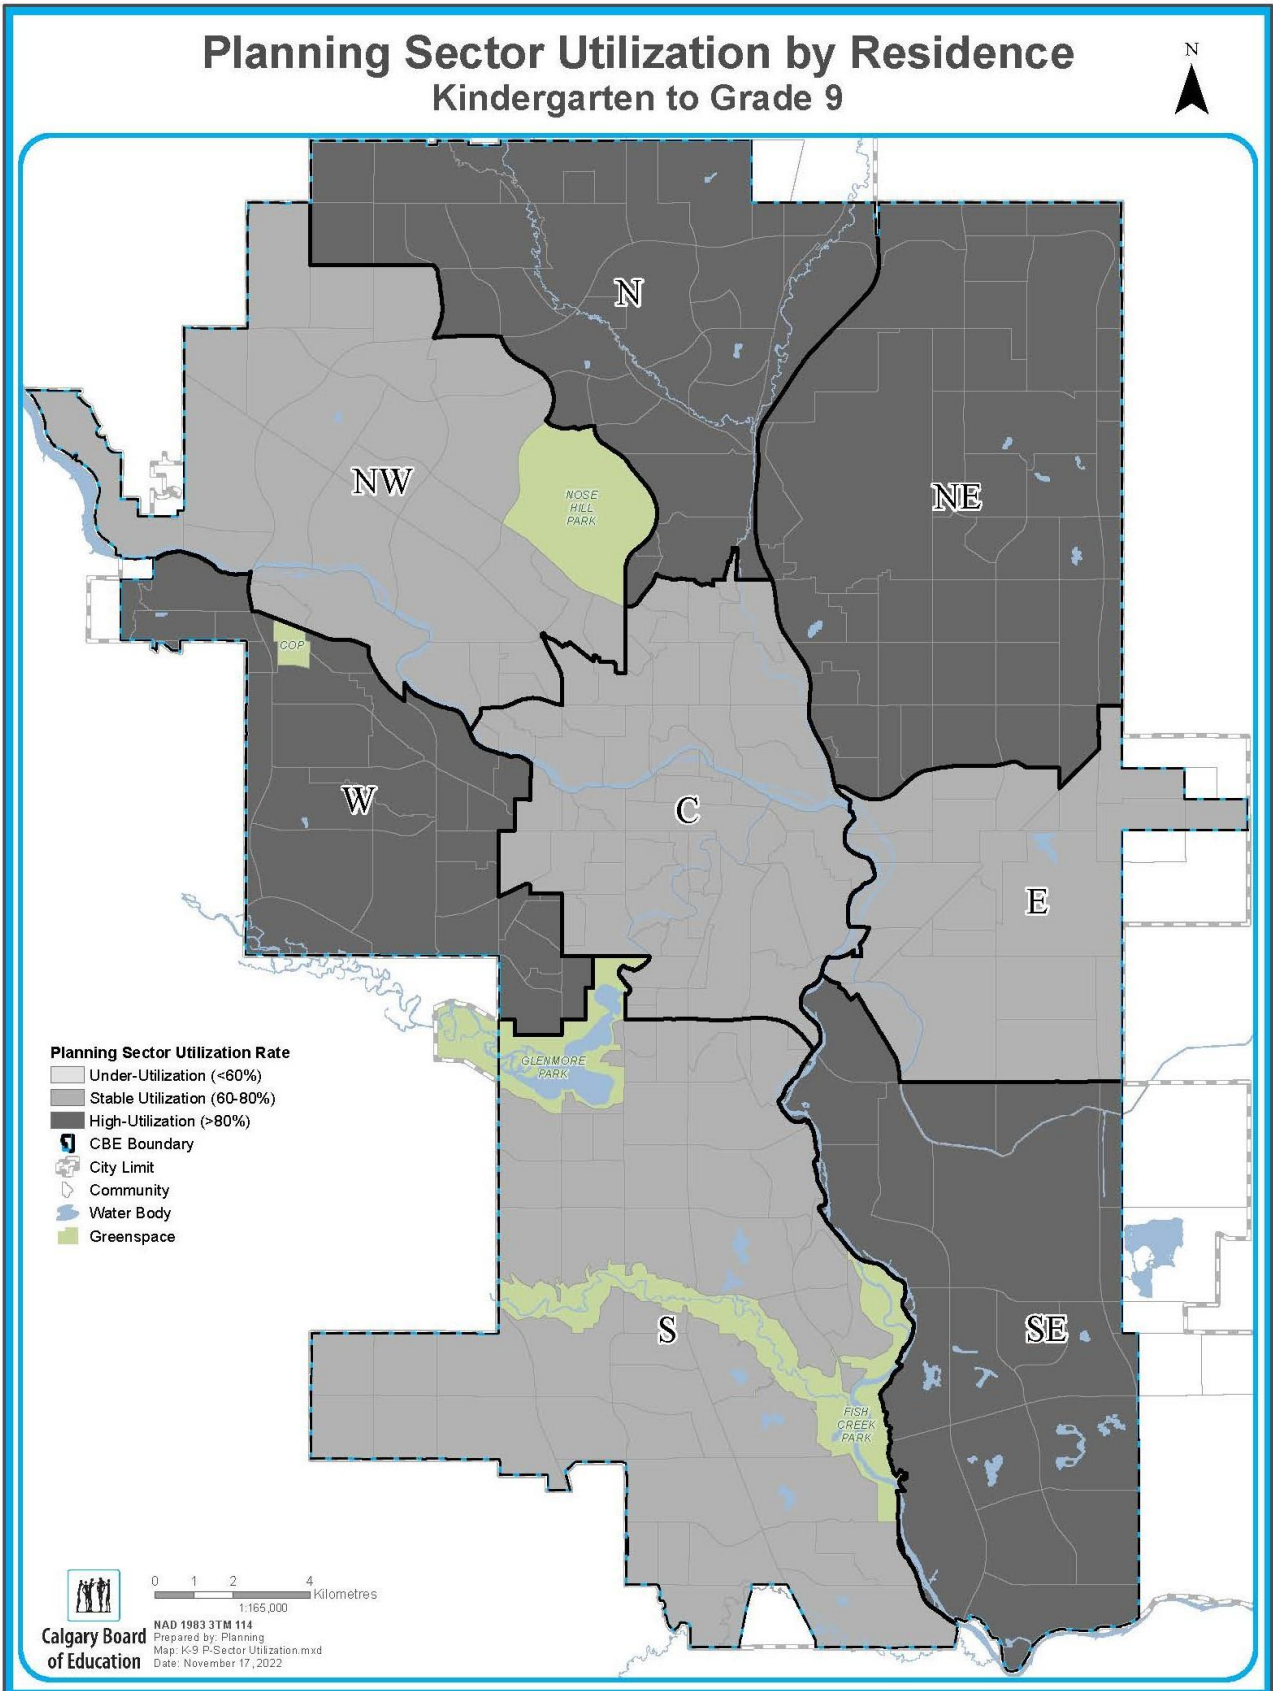 Planning Sector Utilization by Residence
Kindergarten to Grade 9
N
N
NW
NOSE
HILL
PARK
NE
COP
W
C
E
GLENMORE
PARK
Planning Sector Utilization Rate
Under-Utilization (<60%)
Stable Utilization (60-80%)
High-Utilization (>80%)
CBE Boundary
City Limit
Community
Water Body
Greenspace
S
SE
FISH
CREEK
PARK
0 1 2 4
Kilometres
1:165,000
Calgary Board
of Education
NAD 1983 3TM 114
Prepared by: Planning
Map: K-9 P-Sector Utilization.mxd
Date: November 17, 2022